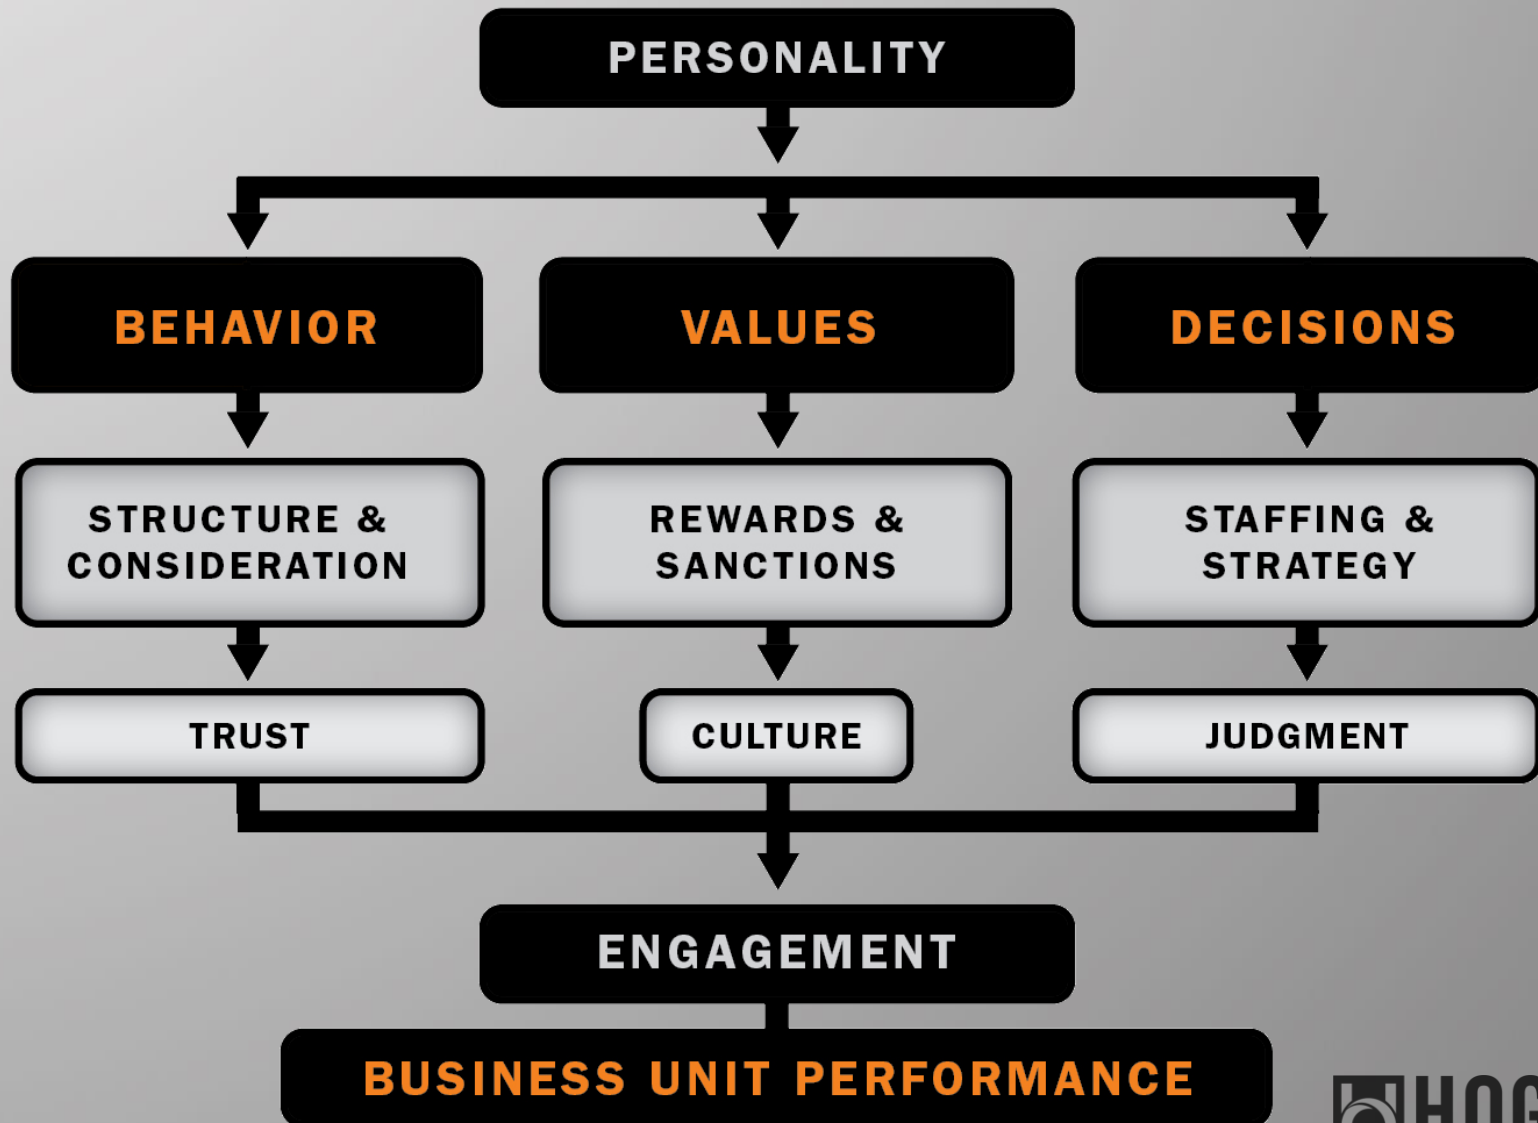 PERSONALITY
BEHAVIOR
VALUES
DECISIONS
STRUCTURE &
CONSIDERATION
REWARDS &
SANCTIONS
STAFFING &
STRATEGY
TRUST
CULTURE
JUDGMENT
ENGAGEMENT
BUSINESS UNIT PERFORMANCE